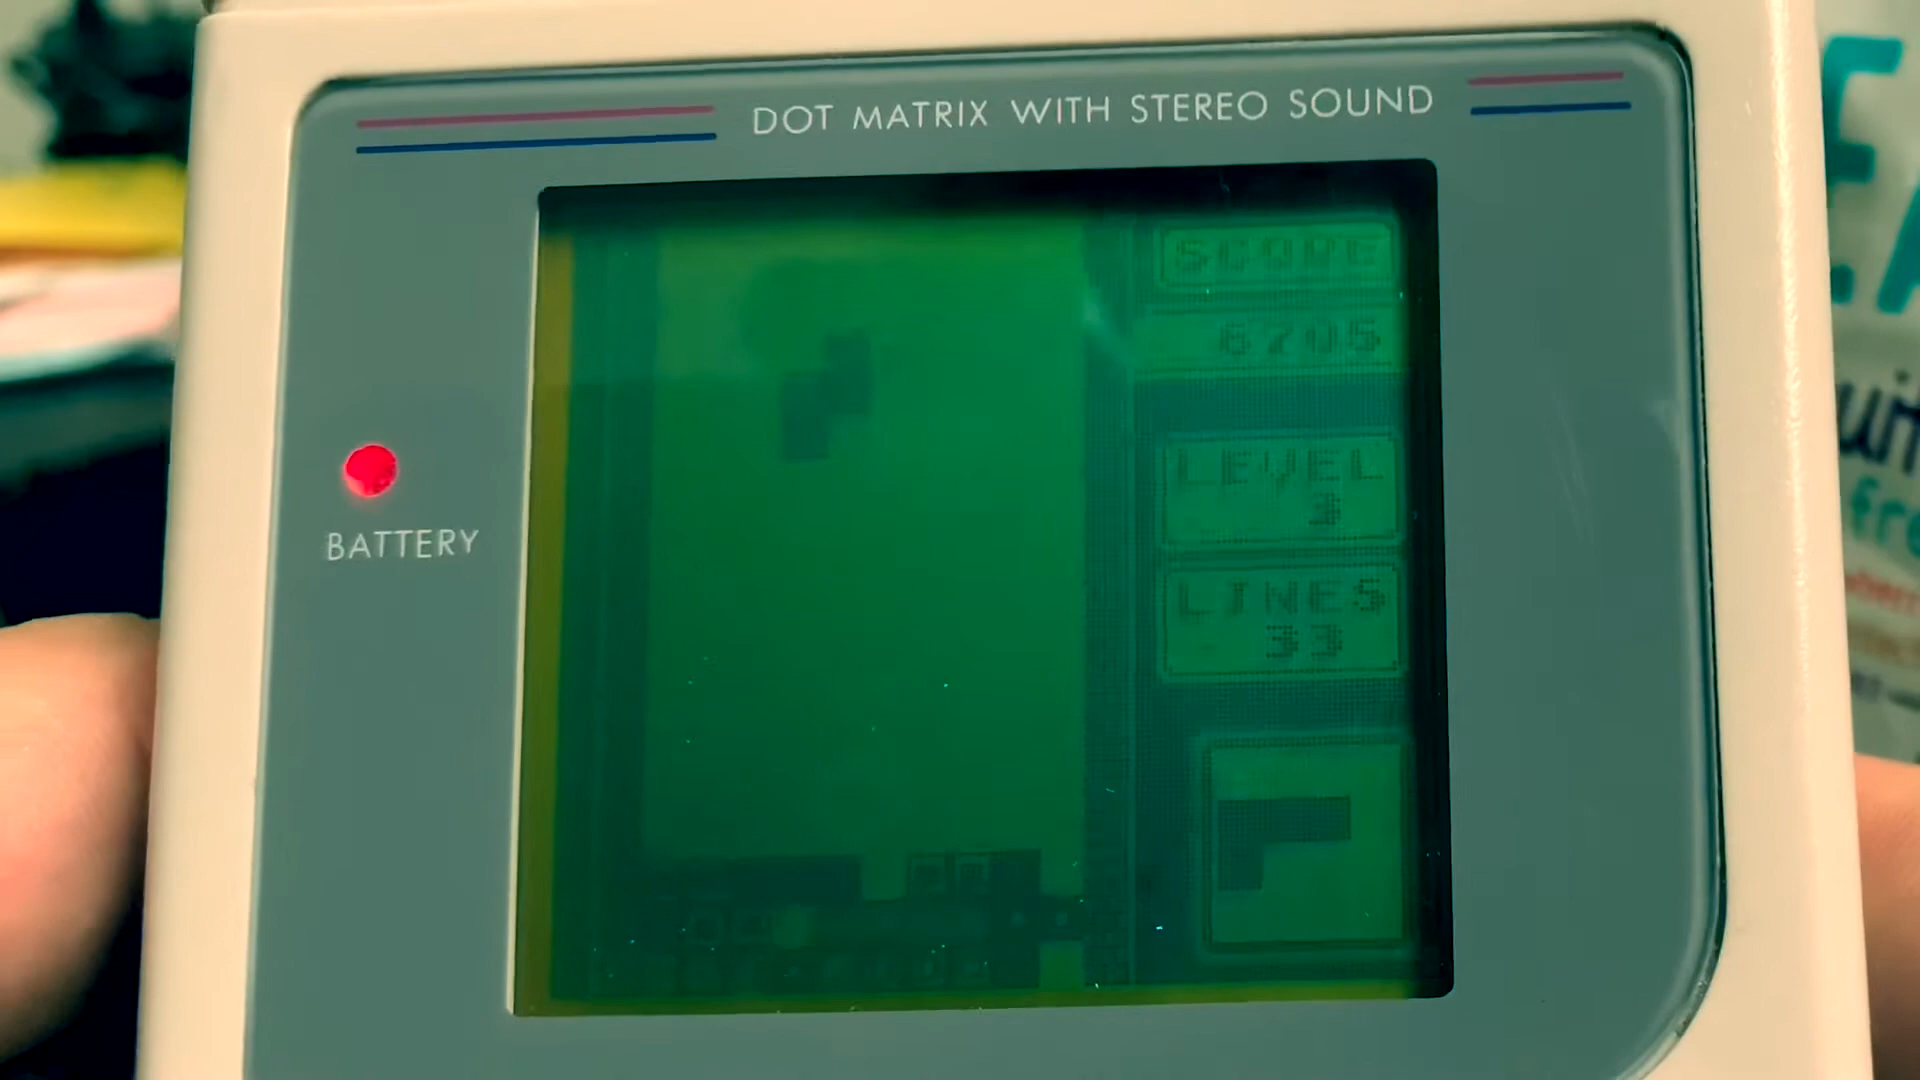 DOT MATRIX WITH STEREO SOUND
SCORE
6705
LEVEL
3
LINES
33
BATTERY